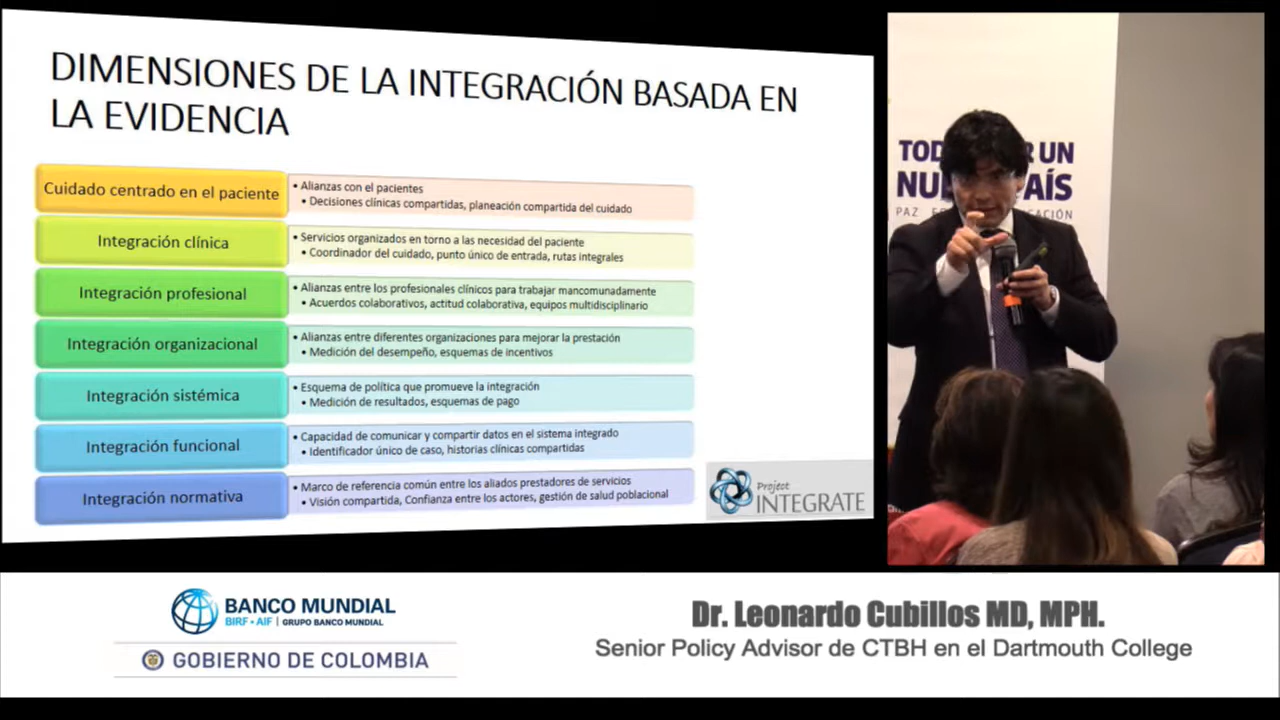 DIMENSIONES DE LA INTEGRACIÓN BASADA EN
LA EVIDENCIA
Cuidado centrado en el paciente
• Alianzas con el pacientes
• Decisiones clínicas compartidas, planeación compartida del cuidado
Integración clínica
• Servicios organizados en torno a las necesidad del paciente
• Coordinador del cuidado, punto único de entrada, rutas integrales
Integración profesional
• Alianzas entre los profesionales clínicos para trabajar mancomunadamente
• Acuerdos colaborativos, actitud colaborativa, equipos multidisciplinario
Integración organizacional
• Alianzas entre diferentes organizaciones para mejorar la prestación
• Medición del desempeño, esquemas de incentivos
Integración sistémica
• Esquema de política que promueve la integración
• Medición de resultados, esquemas de pago
Integración funcional
• Capacidad de comunicar y compartir datos en el sistema integrado
• Identificador único de caso, historias clínicas compartidas
Integración normativa
• Marco de referencia común entre los aliados prestadores de servicios
• Visión compartida, Confianza entre los actores, gestión de salud poblacional
Project
INTEGRATE
UN
PAZ
BANCO MUNDIAL
BIRF • AIF | GRUPO BANCO MUNDIAL
GOBIERNO DE COLOMBIA
Dr. Leonardo Cubillos MD, MPH.
Senior Policy Advisor de CTBH en el Dartmouth College